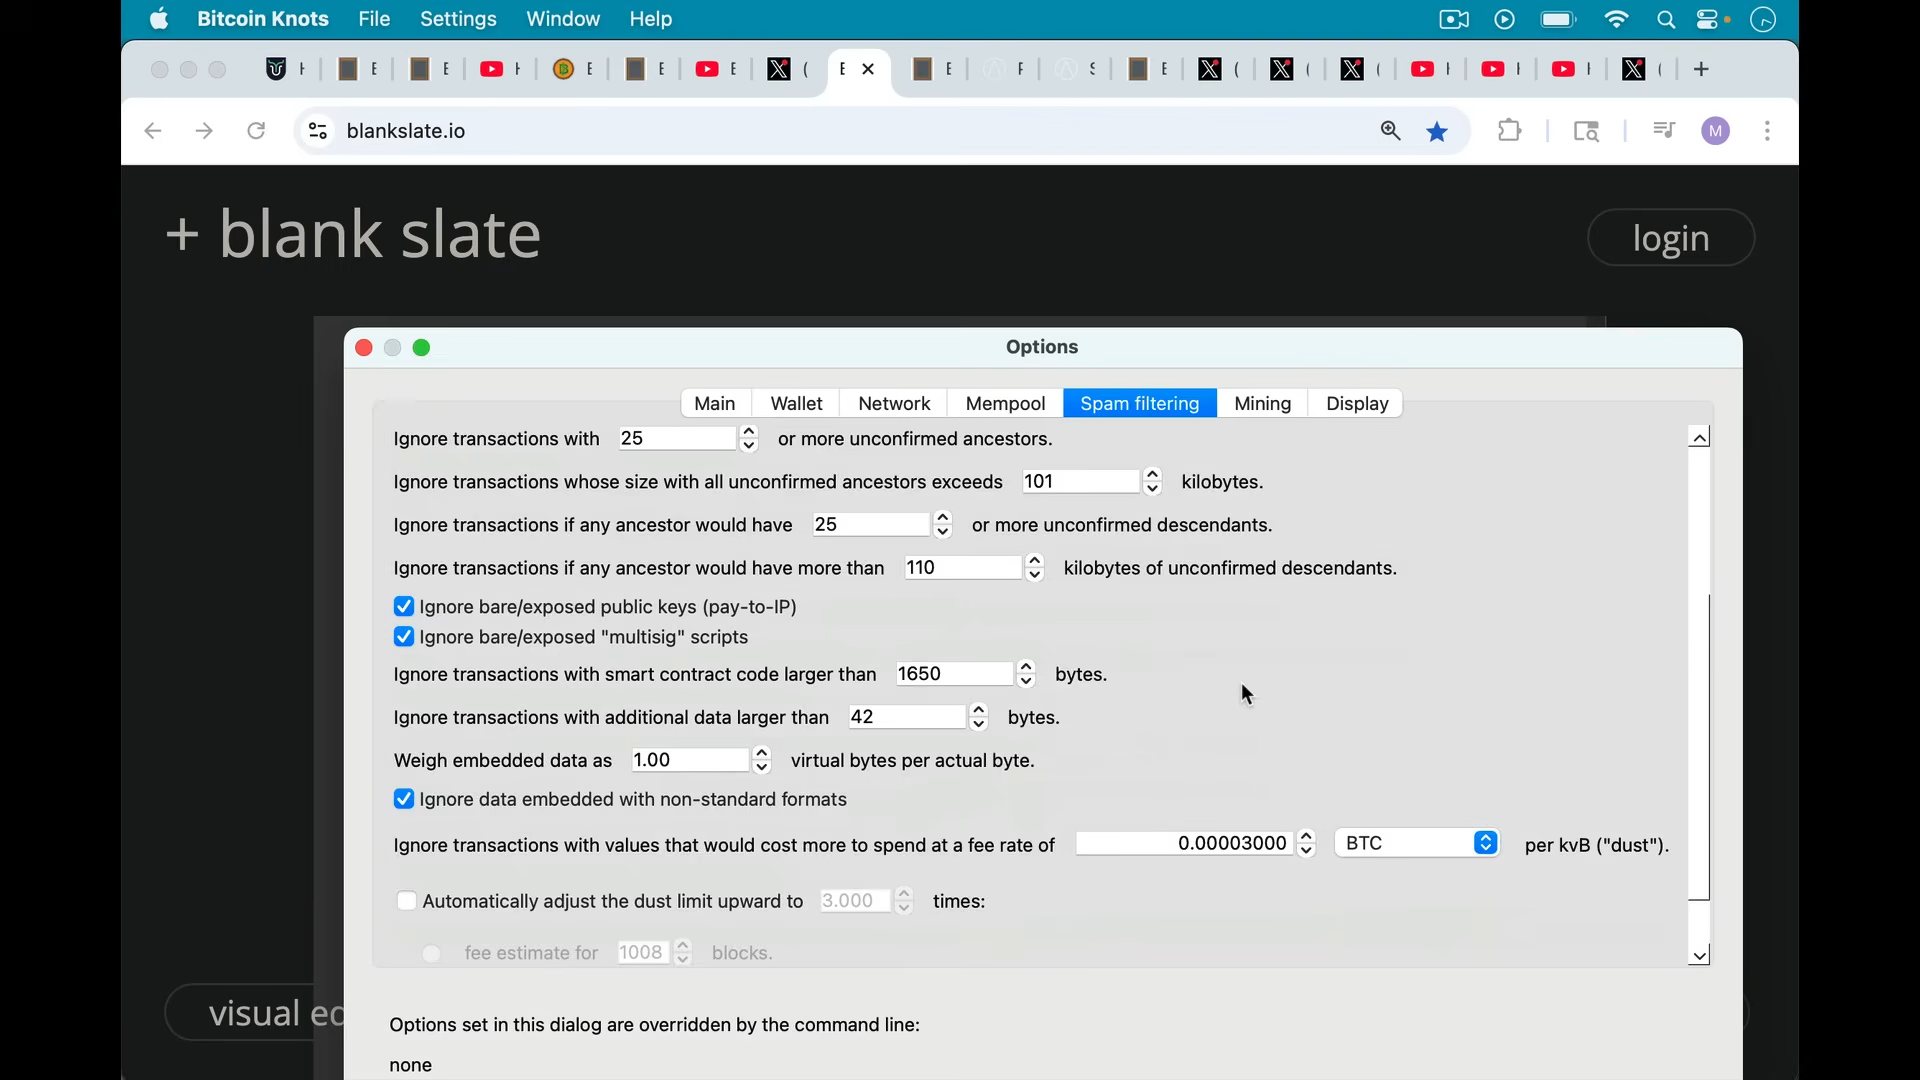 Bitcoin Knots File Settings Window Help
blankslate.io
M
+ blank slate
login
Options
Main Wallet Network Mempool Spam filtering Mining Display
Ignore transactions with 25 or more unconfirmed ancestors.
Ignore transactions whose size with all unconfirmed ancestors exceeds 101 kilobytes.
Ignore transactions if any ancestor would have 25 or more unconfirmed descendants.
Ignore transactions if any ancestor would have more than 110 kilobytes of unconfirmed descendants.
Ignore bare/exposed public keys (pay-to-IP)
Ignore bare/exposed "multisig" scripts
Ignore transactions with smart contract code larger than 1650 bytes.
Ignore transactions with additional data larger than 42 bytes.
Weigh embedded data as 1.00 virtual bytes per actual byte.
Ignore data embedded with non-standard formats
Ignore transactions with values that would cost more to spend at a fee rate of 0.00003000 BTC per kvB ("dust").
Automatically adjust the dust limit upward to 3.000 times:
fee estimate for 1008 blocks.
visual ed
Options set in this dialog are overridden by the command line:
none